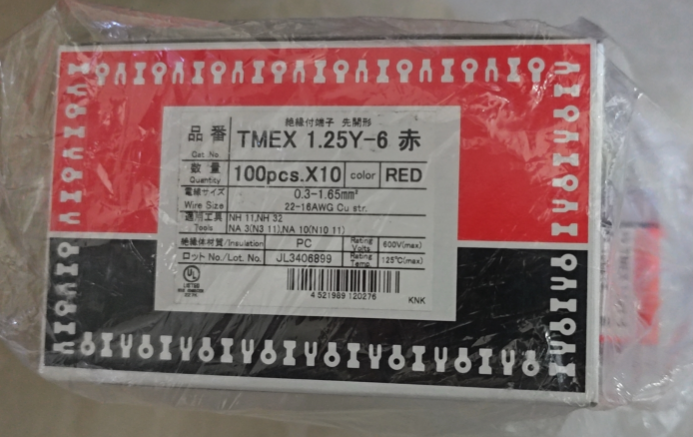 絶縁付端子 先開形
品番 TMEX 1.25Y-6 赤
Cat. No.
数量 100pcs.X10 color RED
Quantity
電線サイズ 0.3-1.65mm²
Wire Size 22-16AWG Cu str.
適用工具 NH 11,NH 32
Tools NA 3(N3 11),NA 10(N10 11)
絶縁体材質/Insulation PC Rating Volts 600V(max)
ロット No./Lot. No. JL3406899 Rating Temp. 125℃(max)
UL
LISTED
4 521989 120276
KNK